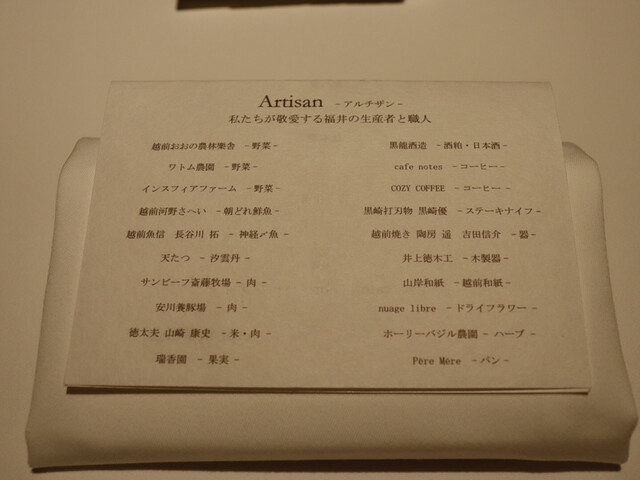 Artisan －アルチザン－
私たちが敬愛する福井の生産者と職人
越前おおの農林樂舎 －野菜－
ワトム農園 －野菜－
インスフィアファーム －野菜－
越前河野さへい －朝どれ鮮魚－
越前魚信 長谷川 拓 －神経〆魚－
天たつ －汐雲丹－
サンビーフ斎藤牧場－肉－
安川養豚場 －肉－
徳太夫 山崎 康史 －米・肉－
瑞香園 －果実－
黒龍酒造 －酒粕・日本酒－
cafe notes －コーヒー－
COZY COFFEE －コーヒー－
黒崎打刃物 黒崎優 －ステーキナイフ－
越前焼き 陶房 遥 吉田信介 －器－
井上徳木工 －木製器－
山岸和紙 －越前和紙－
nuage libre －ドライフラワー－
ホーリーバジル農園 －ハーブ－
Père Mère －パン－